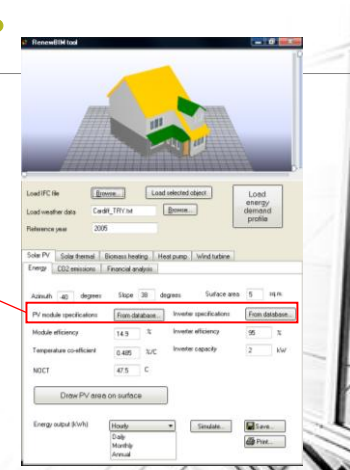 RenewBIM tool
Load IFC file Browse... Load selected object
Load energy demand profile
Load weather data Cardiff_TRY.txt Browse...
Reference year 2005
Solar PV Solar thermal Biomass heating Heat pump Wind turbine
Energy CO2 emissions Financial analysis
Azimuth 40 degrees Slope 30 degrees Surface area 5 mj.m
PV module specifications From database... Inverter specifications From database...
Module efficiency 14.9 % Inverter efficiency 95 %
Temperature co-efficient 0.485 %/C Inverter capacity 2 kW
NOCT 47.5 C
Draw PV area on surface
Energy output (kWh) Hourly Simulate... Save...
Daily
Monthly Print...
Annual